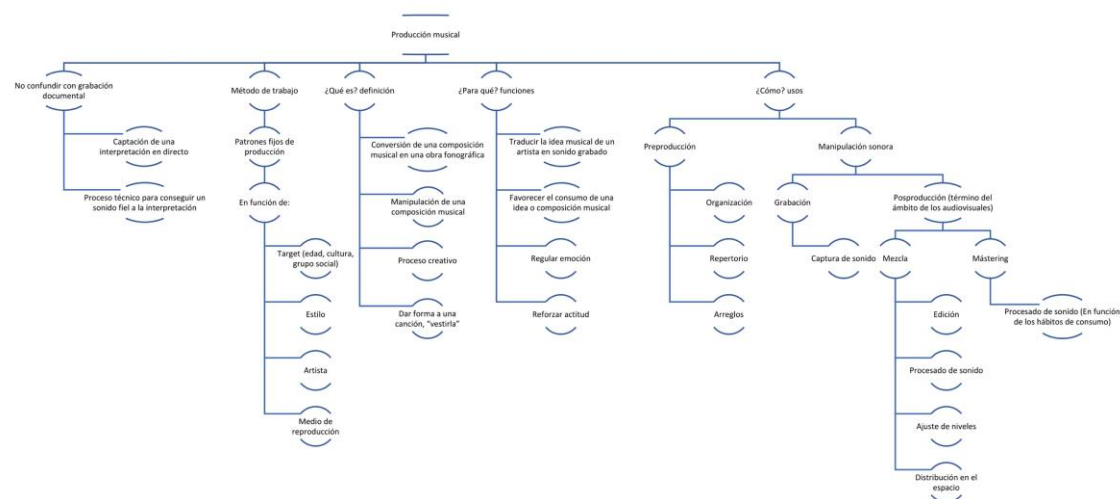 Producción musical
No confundir con grabación
documental
Captación de una
interpretación en directo
Proceso técnico para conseguir un
sonido fiel a la interpretación
Método de trabajo
Patrones fijos de
producción
En función de:
Target (edad, cultura,
grupo social)
Estilo
Artista
Medio de
reproducción
¿Qué es? definición
Conversión de una composición
musical en una obra fonográfica
Manipulación de una
composición musical
Proceso creativo
Dar forma a una
canción, "vestirla"
¿Para qué? funciones
Traducir la idea musical de un
artista en sonido grabado
Favorecer el consumo de una
idea o composición musical
Regular emoción
Reforzar actitud
¿Cómo? usos
Preproducción
Organización
Repertorio
Arreglos
Manipulación sonora
Grabación
Captura de sonido
Posproducción (término del
ámbito de los audiovisuales)
Mezcla
Edición
Procesado de sonido
Ajuste de niveles
Distribución en el
espacio
Mástering
Procesado de sonido (En función
de los hábitos de consumo)